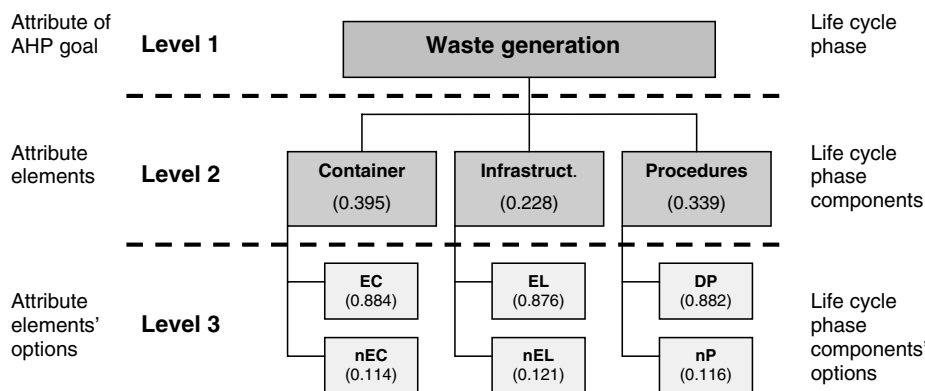 Attribute of
AHP goal
Level 1
Waste generation
Life cycle
phase
Attribute
elements
Level 2
Container
(0.395)
Infrastruct.
(0.228)
Procedures
(0.339)
Life cycle
phase
components
Attribute
elements'
options
Level 3
EC
(0.884)
EL
(0.876)
DP
(0.882)
nEC
(0.114)
nEL
(0.121)
nP
(0.116)
Life cycle
phase
components'
options